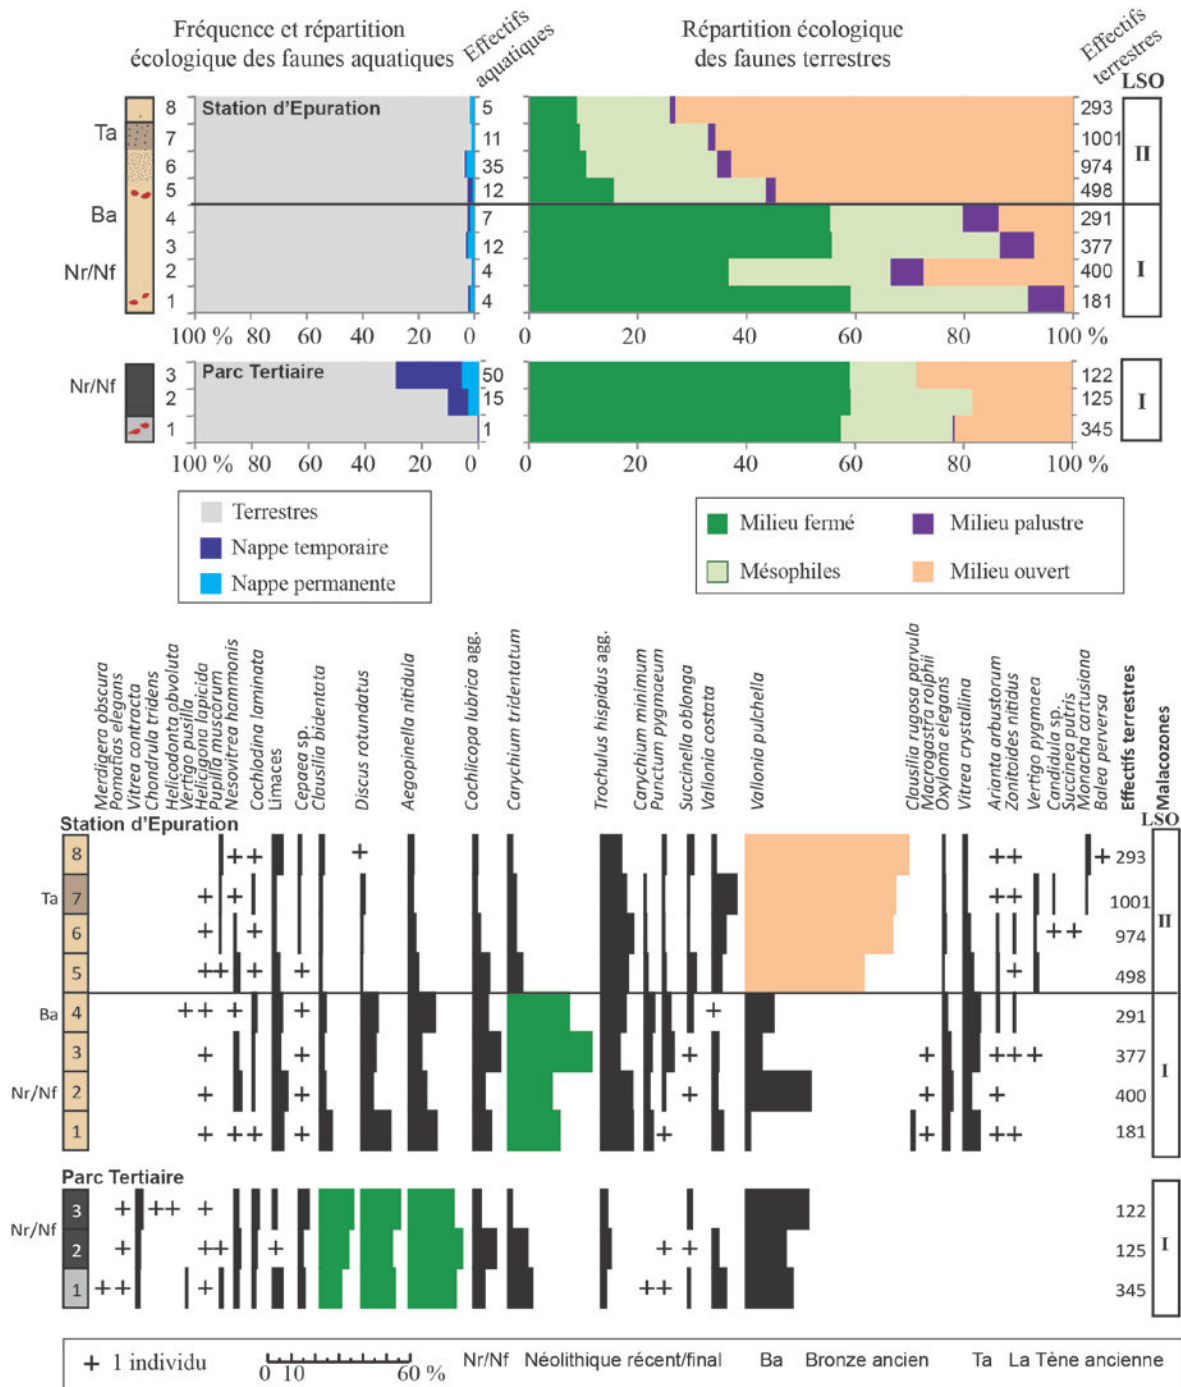 Fréquence et répartition
écologique des faunes aquatiques
Effectifs
aquatiques
Répartition écologique
des faunes terrestres
Effectifs
terrestres
LSO
Station d'Epuration
Ta
Ba
Nr/Nf
8
7
6
5
4
3
2
1
5
11
35
12
7
12
4
4
293
1001
974
498
291
377
400
181
II
I
100 % 80 60 40 20 0
0 20 40 60 80 100 %
Parc Tertiaire
Nr/Nf
3
2
1
50
15
1
122
125
345
I
100 % 80 60 40 20 0
0 40 60 80 100 %
Terrestres
Nappe temporaire
Nappe permanente
Milieu fermé
Milieu palustre
Mésophiles
Milieu ouvert
Merdigera obscura
Pomatias elegans
Vitrea contracta
Chondrula tridens
Helicodonta obvoluta
Vertigo pusilla
Helicigona lapicida
Pupilla muscorum
Nesovitrea hammonis
Cochlodina laminata
Limaces
Cepaea sp.
Clausilia bidentata
Discus rotundatus
Aegopinella nitidula
Cochlicopa lubrica agg.
Carychium tridentatum
Trochulus hispidus agg.
Carychium minimum
Punctum pygmaeum
Succinella oblonga
Vallonia costata
Vallonia pulchella
Clausilia rugosa parvula
Macrogastra rolphii
Oxyloma elegans
Vitrea crystallina
Arianta arbustorum
Zonitoides nitidus
Vertigo pygmaea
Candidula sp.
Succinea putris
Monacha cartusiana
Balea perversa
Effectifs terrestres
Malacozones
LSO
Station d'Epuration
8 + + + + + + 293
Ta 7 + + + + 1001
6 + + + + 974
5 + + + + + 498
II
Ba 4 + + + + + 291
3 + + + + + + + 377
Nr/Nf 2 + + + + + 400
1 + + + + + + + + 181
I
Parc Tertiaire
Nr/Nf
3 + + + + 122
2 + + + + + + 125
1 + + + + + 345
I
+ 1 individu
0 10 60 %
Nr/Nf Néolithique récent/final
Ba Bronze ancien
Ta La Tène ancienne